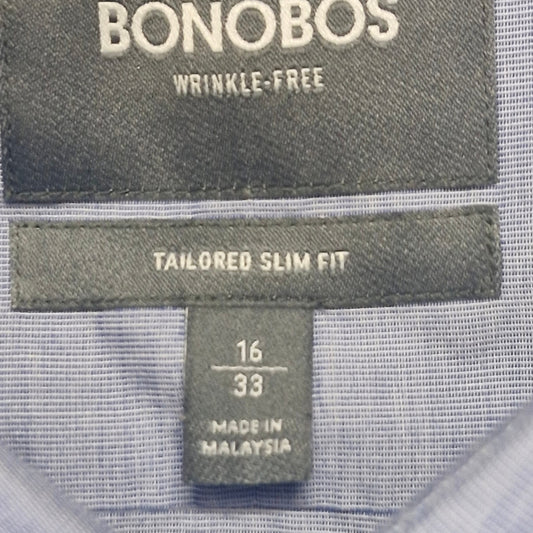 BONOBOS
WRINKLE-FREE
TAILORED SLIM FIT
16
33
MADE IN
MALAYSIA